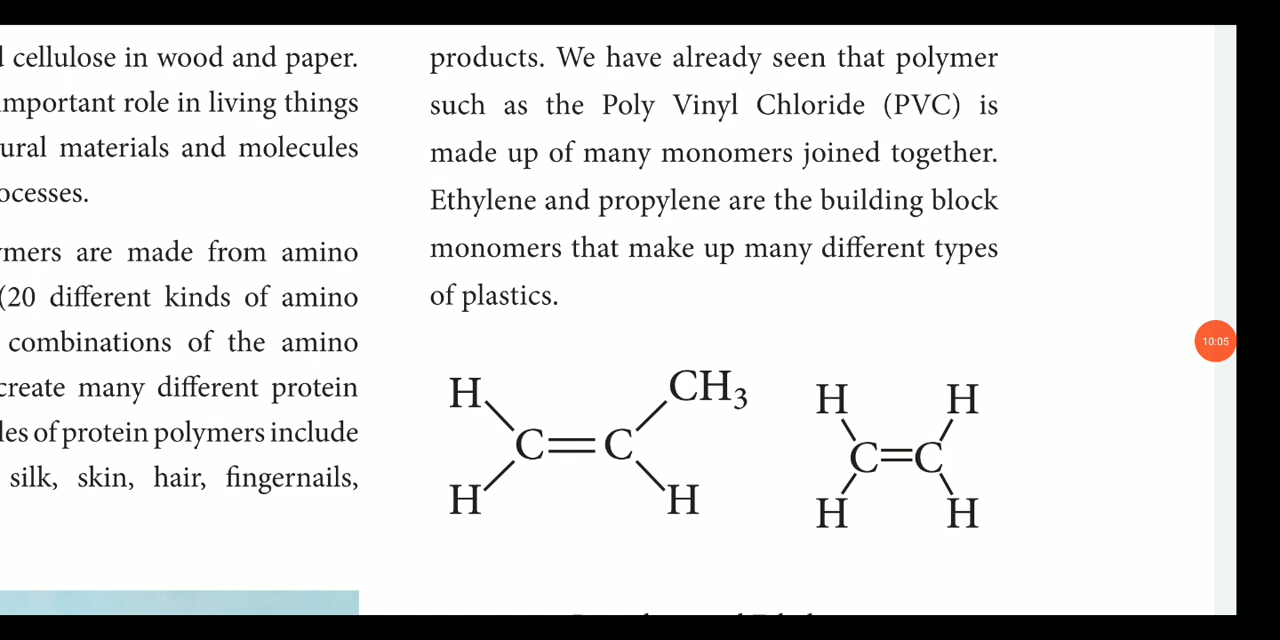 cellulose in wood and paper.
important role in living things
ural materials and molecules
ocesses.
ymers are made from amino
(20 different kinds of amino
combinations of the amino
create many different protein
les of protein polymers include
silk, skin, hair, fingernails,
products. We have already seen that polymer
such as the Poly Vinyl Chloride (PVC) is
made up of many monomers joined together.
Ethylene and propylene are the building block
monomers that make up many different types
of plastics.
H CH₃ H H
C=C C=C
H H H H
10:05